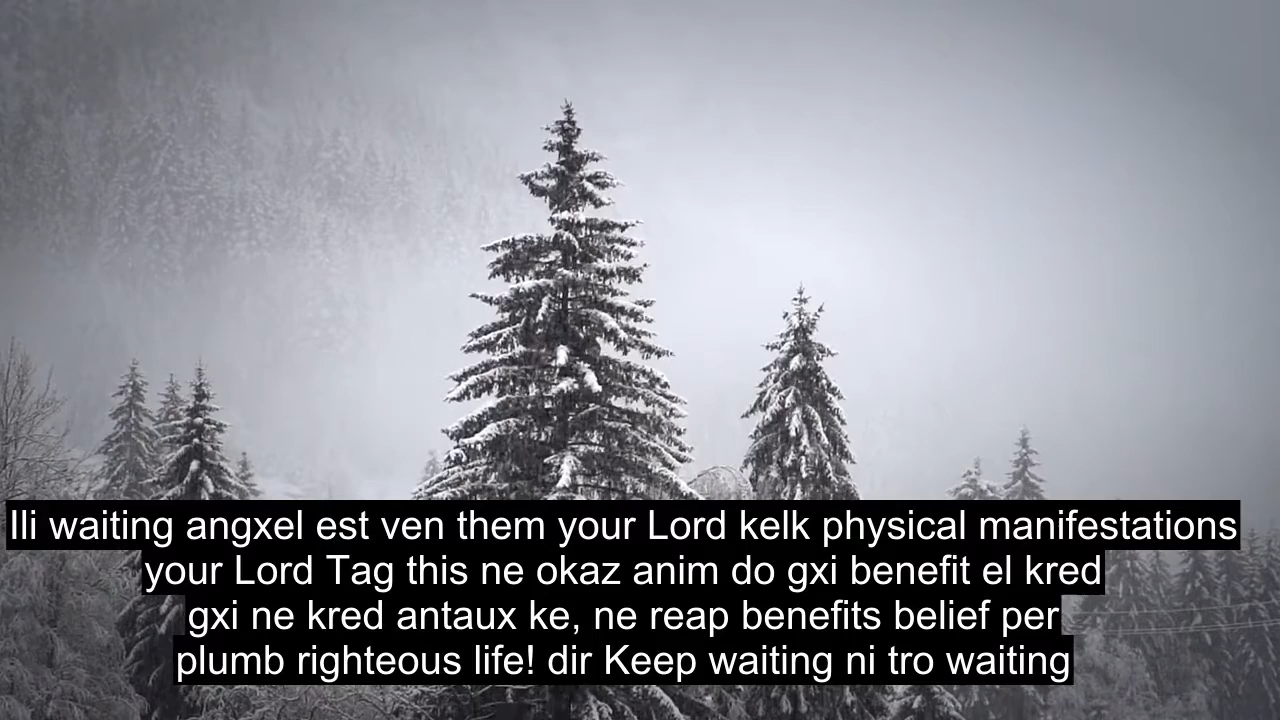 Ili waiting angxel est ven them your Lord kelk physical manifestations
your Lord Tag this ne okaz anim do gxi benefit el kred
gxi ne kred antaux ke, ne reap benefits belief per
plumb righteous life! dir Keep waiting ni tro waiting